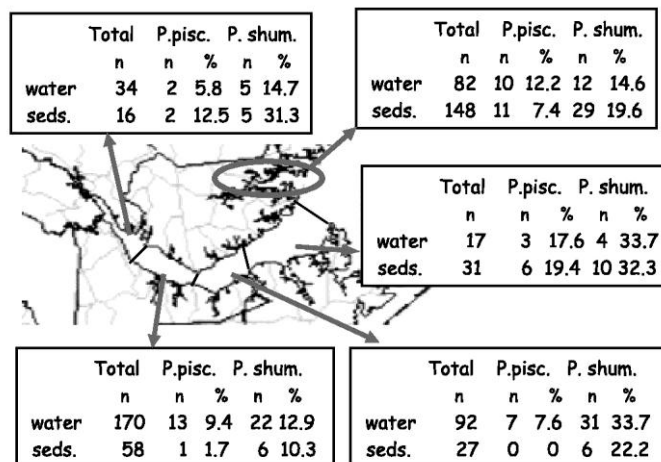 Total P.pisc. P. shum.
n n % n %
water 34 2 5.8 5 14.7
seds. 16 2 12.5 5 31.3
Total P.pisc. P. shum.
n n % n %
water 82 10 12.2 12 14.6
seds. 148 11 7.4 29 19.6
Total P.pisc. P. shum.
n n % n %
water 17 3 17.6 4 33.7
seds. 31 6 19.4 10 32.3
Total P.pisc. P. shum.
n n % n %
water 170 13 9.4 22 12.9
seds. 58 1 1.7 6 10.3
Total P.pisc. P. shum.
n n % n %
water 92 7 7.6 31 33.7
seds. 27 0 0 6 22.2